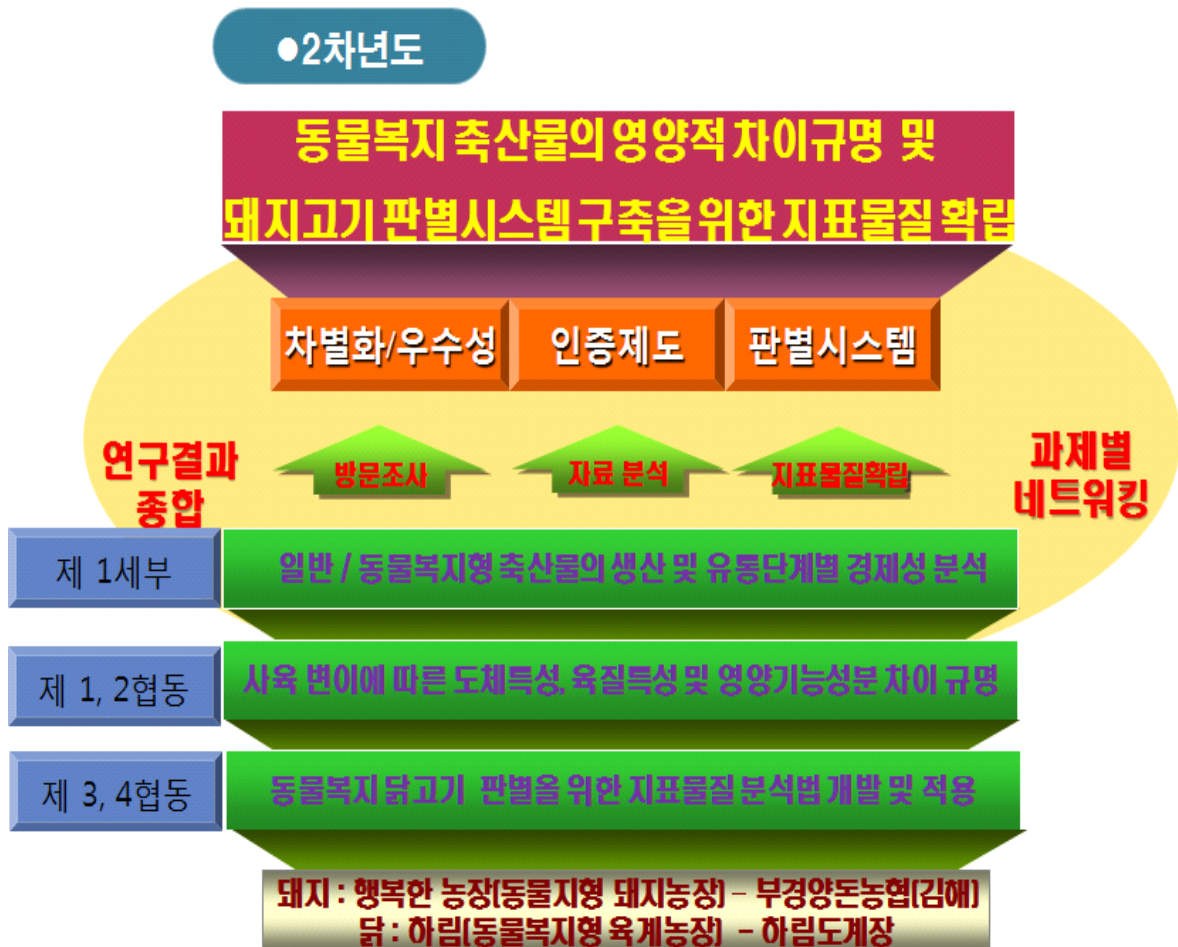 ●2차년도
동물복지 축산물의 영양적 차이규명 및
돼지고기 판별시스템 구축을 위한 지표물질 확립
차별화/우수성
인증제도
판별시스템
연구결과
종합
방문조사
자료 분석
지표물질확립
과제별
네트워킹
제 1세부
일반 / 동물복지형 축산물의 생산 및 유통단계별 경제성 분석
제 1, 2협동
사육 변이에 따른 도체특성, 육질특성 및 영양기능성분 차이 규명
제 3, 4협동
동물복지 닭고기 판별을 위한 지표물질 분석법 개발 및 적용
돼지 : 행복한 농장(동물지형 돼지농장) – 부경양돈농협(김해)
닭 : 하림(동물복지형 육계농장) – 하림도계장